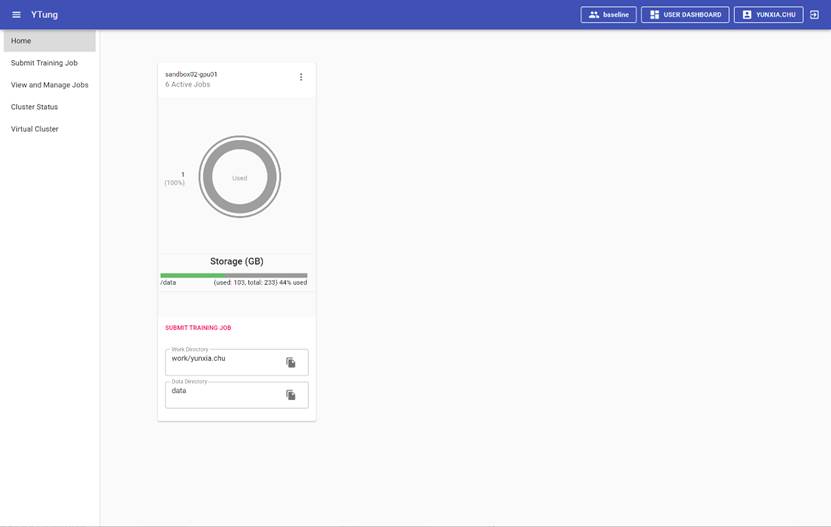 YTung
baseline
USER DASHBOARD
YUNXIA.CHU
Home
Submit Training Job
View and Manage Jobs
Cluster Status
Virtual Cluster
sandbox02-gpu01
6 Active Jobs
1
(100%)
Used
Storage (GB)
/data (used: 103, total: 233) 44% used
SUBMIT TRAINING JOB
Work Directory
work/yunxia.chu
Data Directory
data